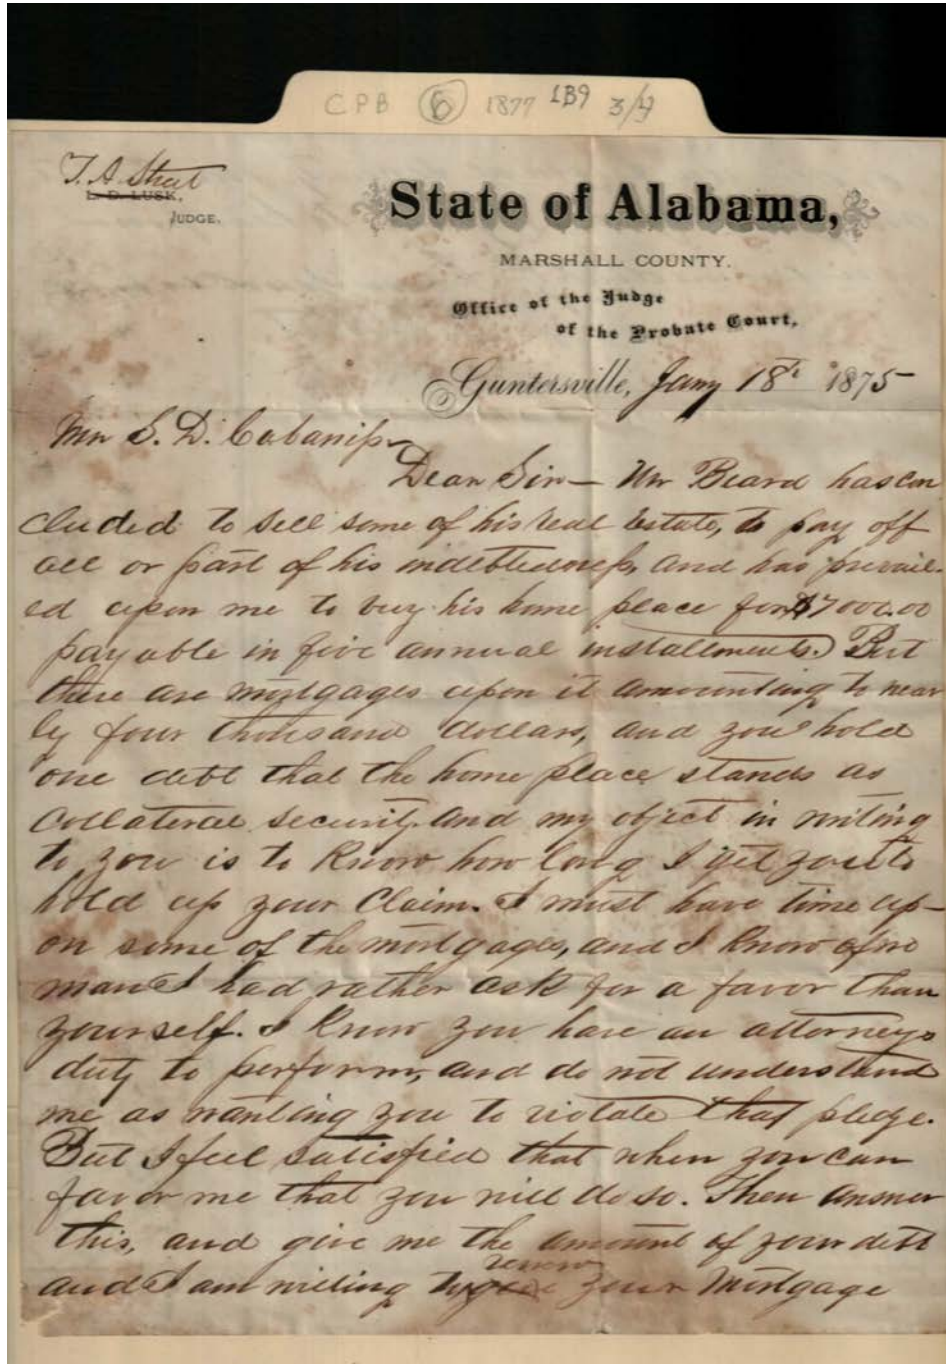 CPB 6 1877 1B9 3/4
T. A. Street
L. D. LUSK,
JUDGE.
State of Alabama,
MARSHALL COUNTY.
Office of the Judge
of the Probate Court,
Guntersville, Jany 18th 1875
Mr S. D. Cabaniss
Dear Sir— Mr Beard has con
cluded to sell some of his real Estate, to pay off
all or part of his indebtedness, and has prevail-
ed upon me to buy his home place for $7000.00
payable in five annual installments. But
there are mortgages upon it amounting to near
ly four thousand dollars, and you hold
one debt that the home place stands as
Collateral security. and my object in writing
to you is to Know how long I get you to
hold up your Claim. I must have time up-
on some of the mortgages, and I Know of no
man I had rather ask for a favor than
yourself. I Know you have an attorneys
duty to perform, and do not understand
me as wanting you to violate that pledge.
But I feel satisfied that when you can
favor me that you will do so. Then answer
this, and give me the amount of your debt
and I am willing to renew your Mortgage